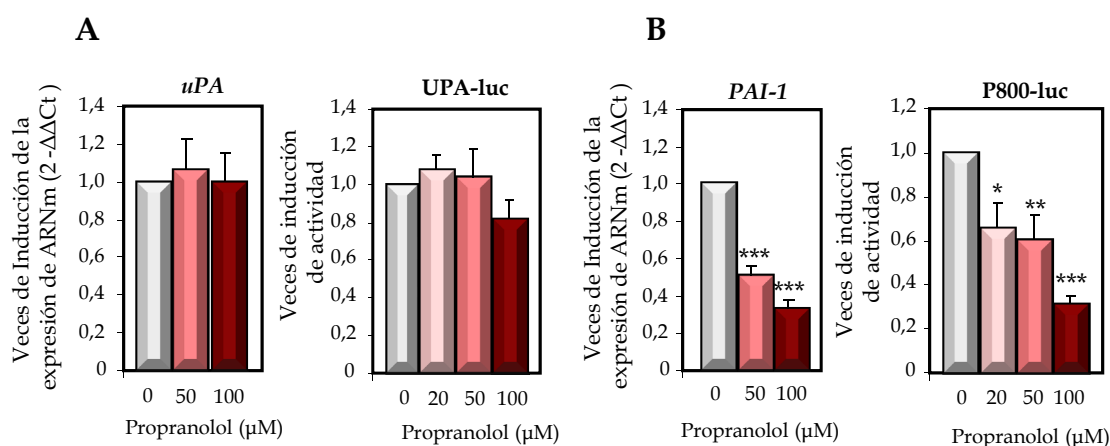 A
B
uPA
UPA-luc
PAI-1
P800-luc
Veces de Inducción de la
expresión de ARNm (2 -ΔΔCt )
1,4
1,2
1,0
0,8
0,6
0,4
0,2
0
0 50 100
Propranolol (µM)
Veces de inducción
de actividad
1,4
1,2
1,0
0,8
0,6
0,4
0,2
0
0 20 50 100
Propranolol (µM)
Veces de Inducción de la
expresión de ARNm (2 -ΔΔCt )
1,4
1,2
1,0
0,8
0,6
0,4
0,2
0
***
***
0 50 100
Propranolol (µM)
Veces de inducción
de actividad
1,2
1,0
0,8
0,6
0,4
0,2
0
*
**
***
0 20 50 100
Propranolol (µM)